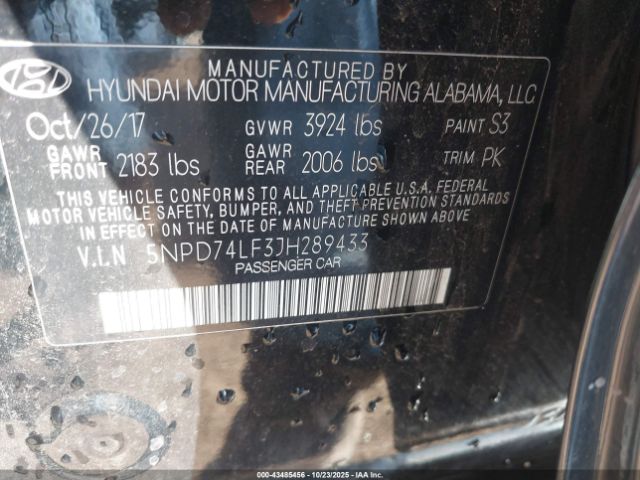 MANUFACTURED BY
HYUNDAI MOTOR MANUFACTURING ALABAMA, LLC
Oct/26/17 GVWR 3924 lbs PAINT S3
GAWR FRONT 2183 lbs GAWR REAR 2006 lbs TRIM PK
THIS VEHICLE CONFORMS TO ALL APPLICABLE U.S.A. FEDERAL
MOTOR VEHICLE SAFETY, BUMPER, AND THEFT PREVENTION STANDARDS
IN EFFECT ON THE DATE OF MANUFACTURE SHOWN ABOVE.
V.I.N 5NPD74LF3JH289433
PASSENGER CAR
00-43485456 | 10/23/2025 | IAA Inc.